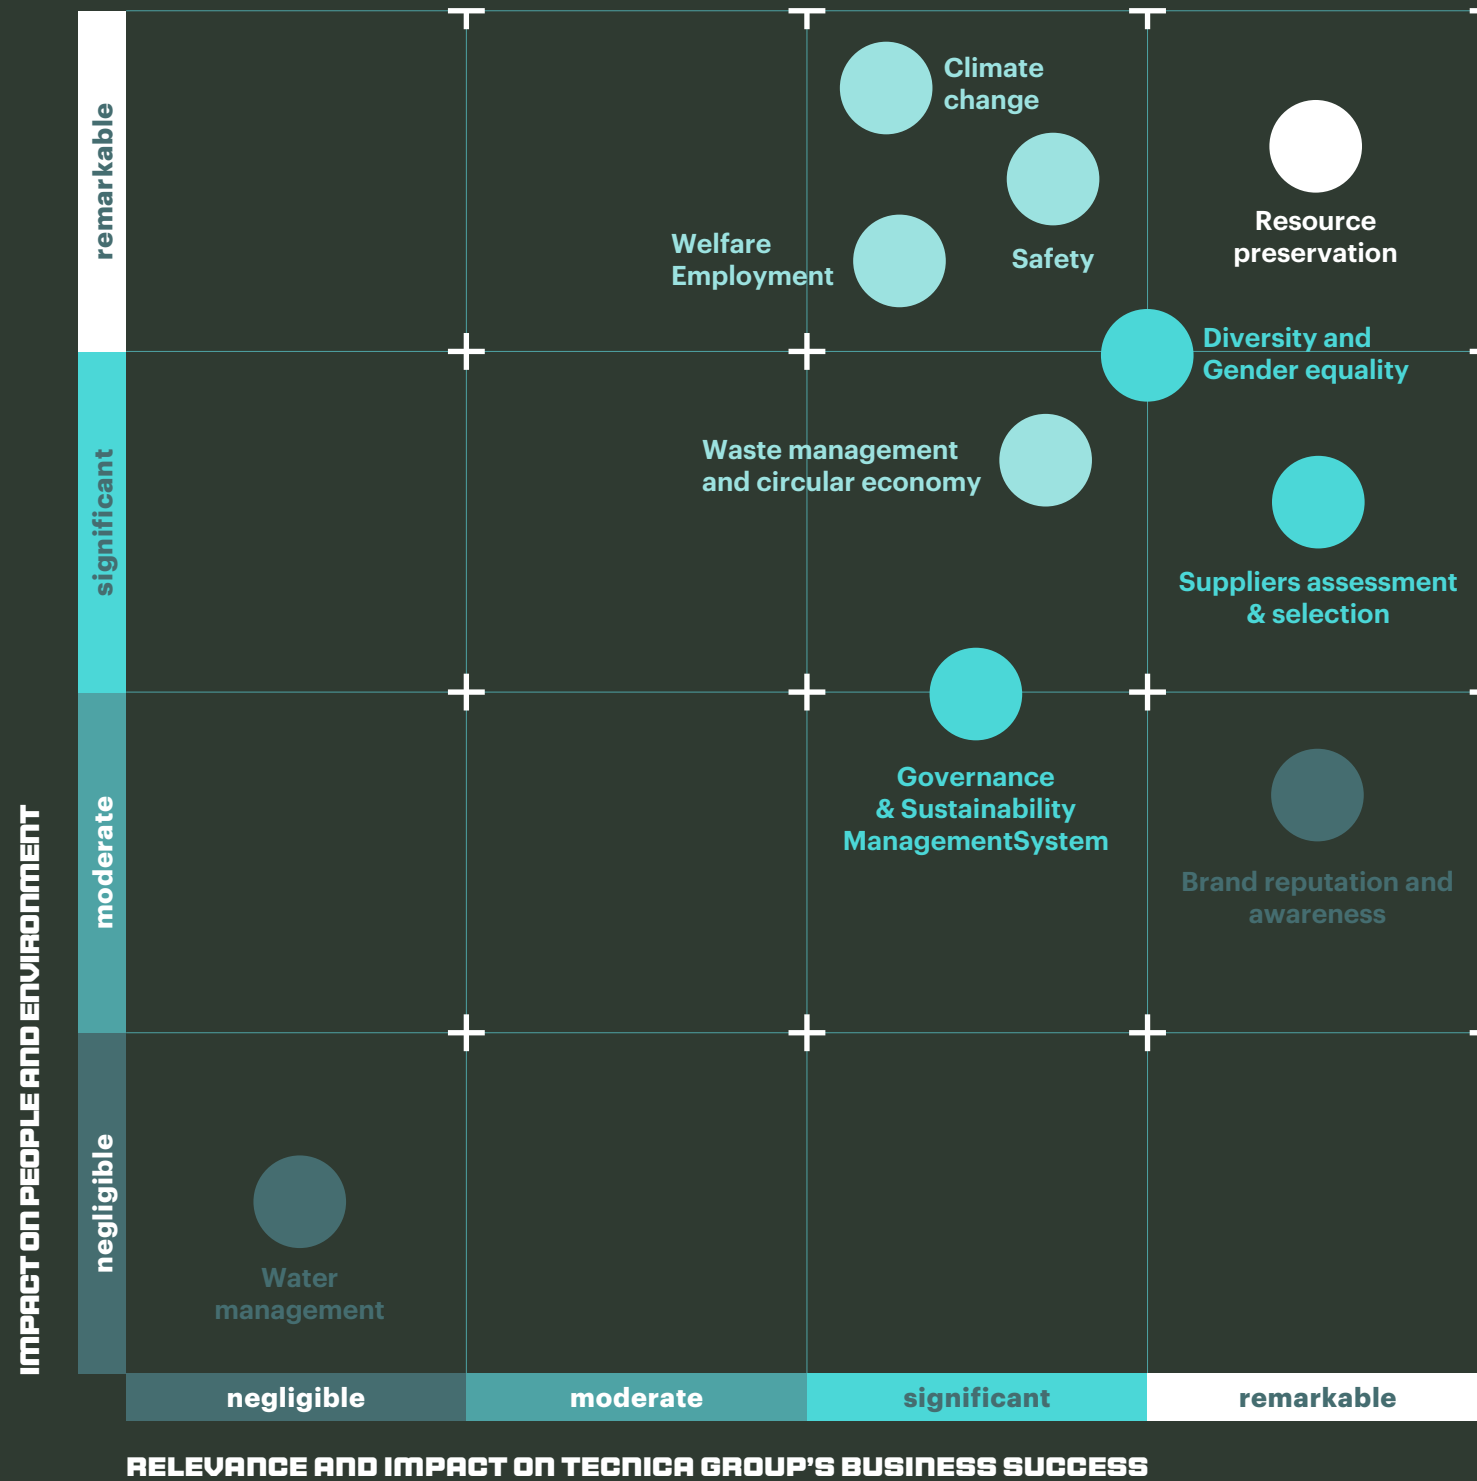 remarkable
significant
moderate
negligible
IMPACT ON PEOPLE AND ENVIRONMENT
Climate
change
Safety
Welfare
Employment
Resource
preservation
Diversity and
Gender equality
Waste management
and circular economy
Suppliers assessment
& selection
Governance
& Sustainability
ManagementSystem
Brand reputation and
awareness
Water
management
negligible
moderate
significant
remarkable
RELEVANCE AND IMPACT ON TECNICA GROUP'S BUSINESS SUCCESS